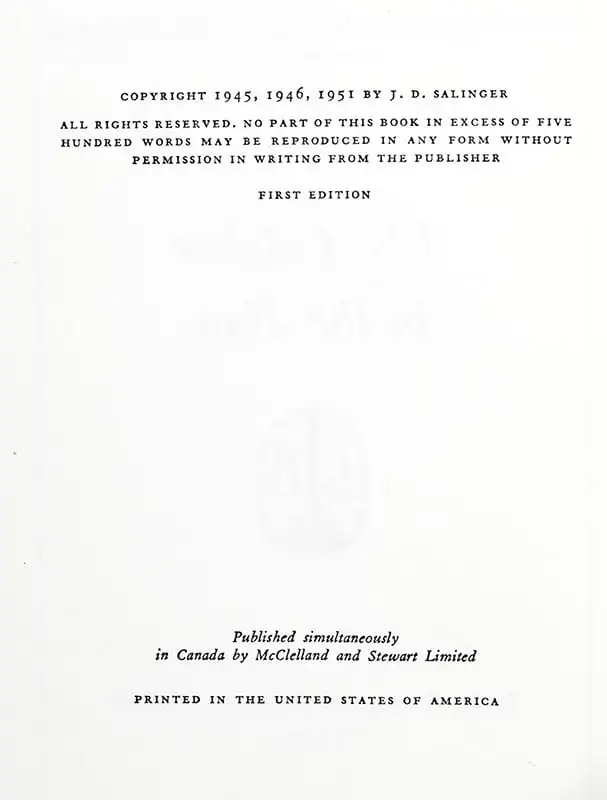 COPYRIGHT 1945, 1946, 1951 BY J. D. SALINGER
ALL RIGHTS RESERVED. NO PART OF THIS BOOK IN EXCESS OF FIVE
HUNDRED WORDS MAY BE REPRODUCED IN ANY FORM WITHOUT
PERMISSION IN WRITING FROM THE PUBLISHER
FIRST EDITION
Published simultaneously
in Canada by McClelland and Stewart Limited
PRINTED IN THE UNITED STATES OF AMERICA